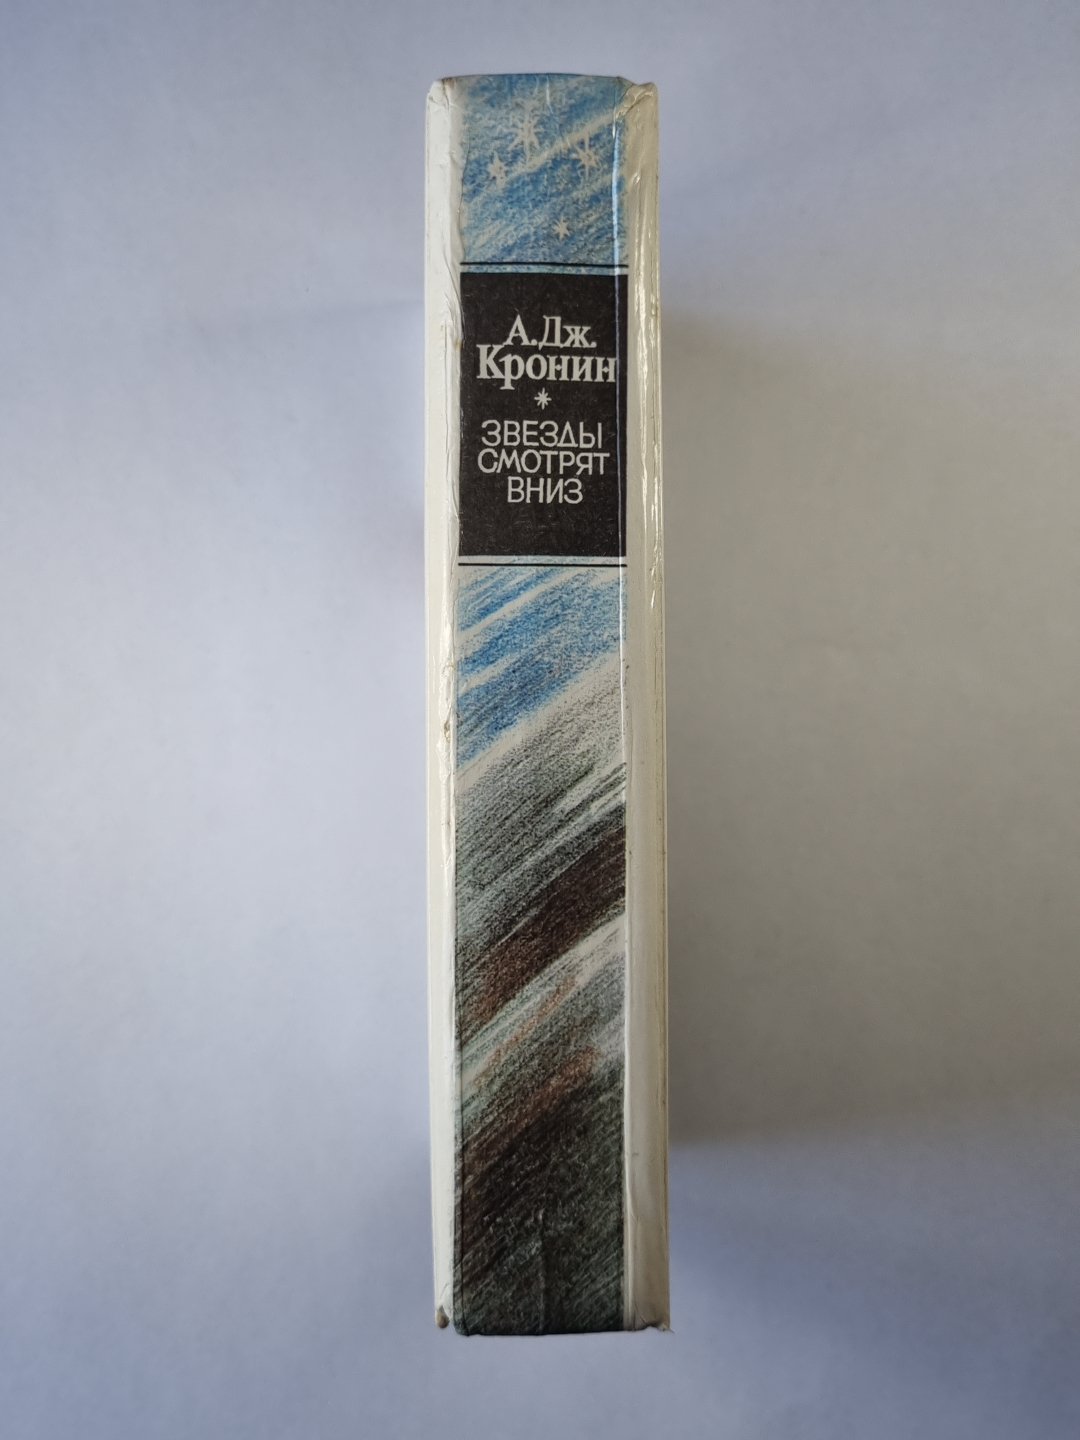 А.Дж.
Кронин
ЗВЕЗДЫ
СМОТРЯТ
ВНИЗ